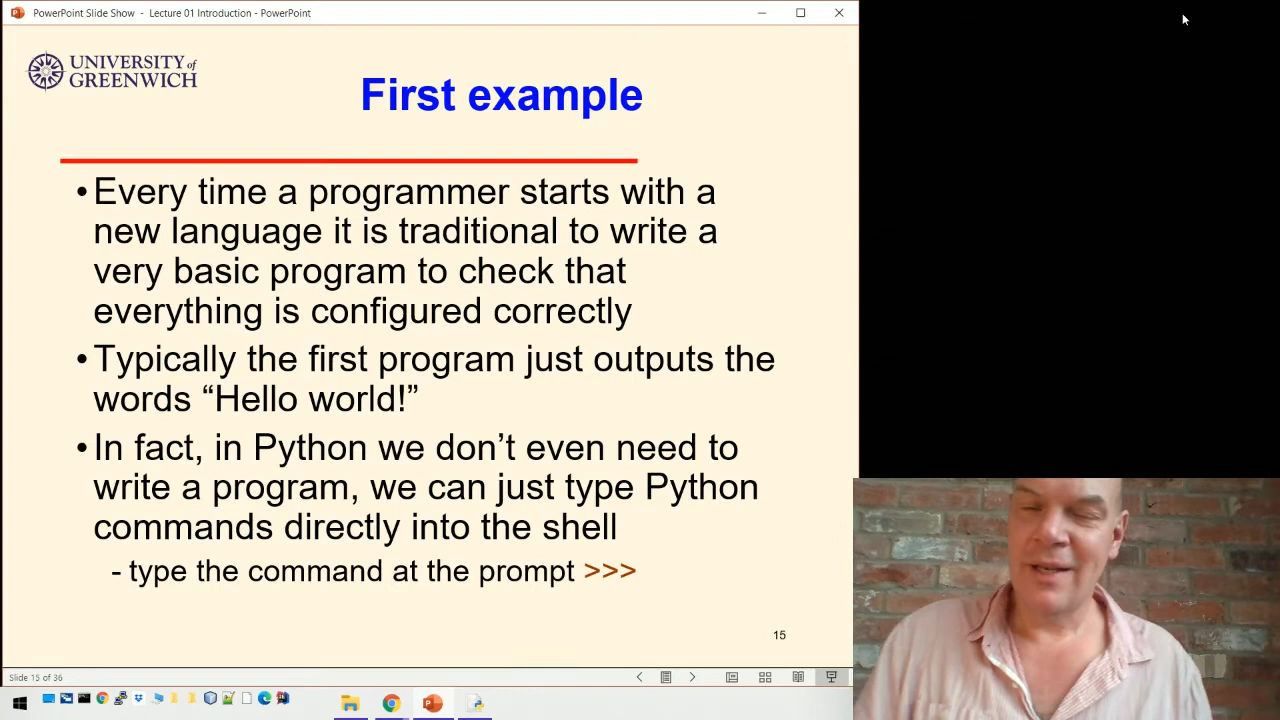 PowerPoint Slide Show - Lecture 01 Introduction - PowerPoint
UNIVERSITY of
GREENWICH
First example
•Every time a programmer starts with a
new language it is traditional to write a
very basic program to check that
everything is configured correctly
•Typically the first program just outputs the
words “Hello world!”
•In fact, in Python we don’t even need to
write a program, we can just type Python
commands directly into the shell
- type the command at the prompt >>>
15
Slide 15 of 36